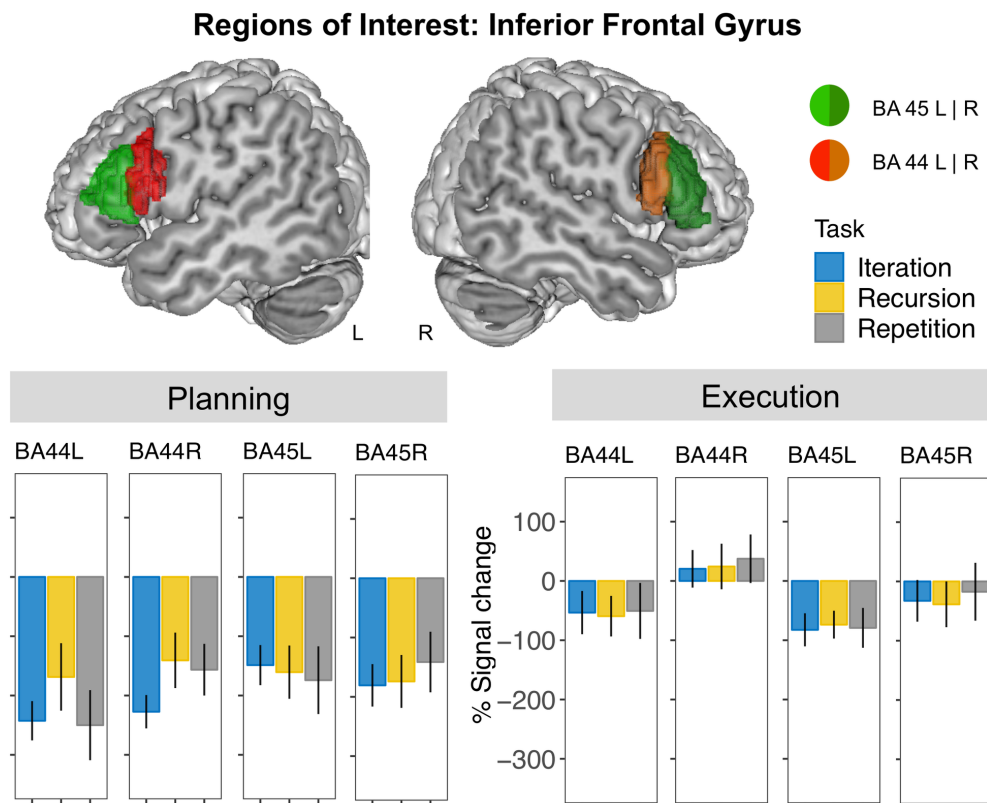 Regions of Interest: Inferior Frontal Gyrus
BA 45 L | R
BA 44 L | R
Task
Iteration
Recursion
Repetition
L
R
Planning
Execution
BA44L
BA44R
BA45L
BA45R
BA44L
BA44R
BA45L
BA45R
% Signal change
100
0
−100
−200
−300